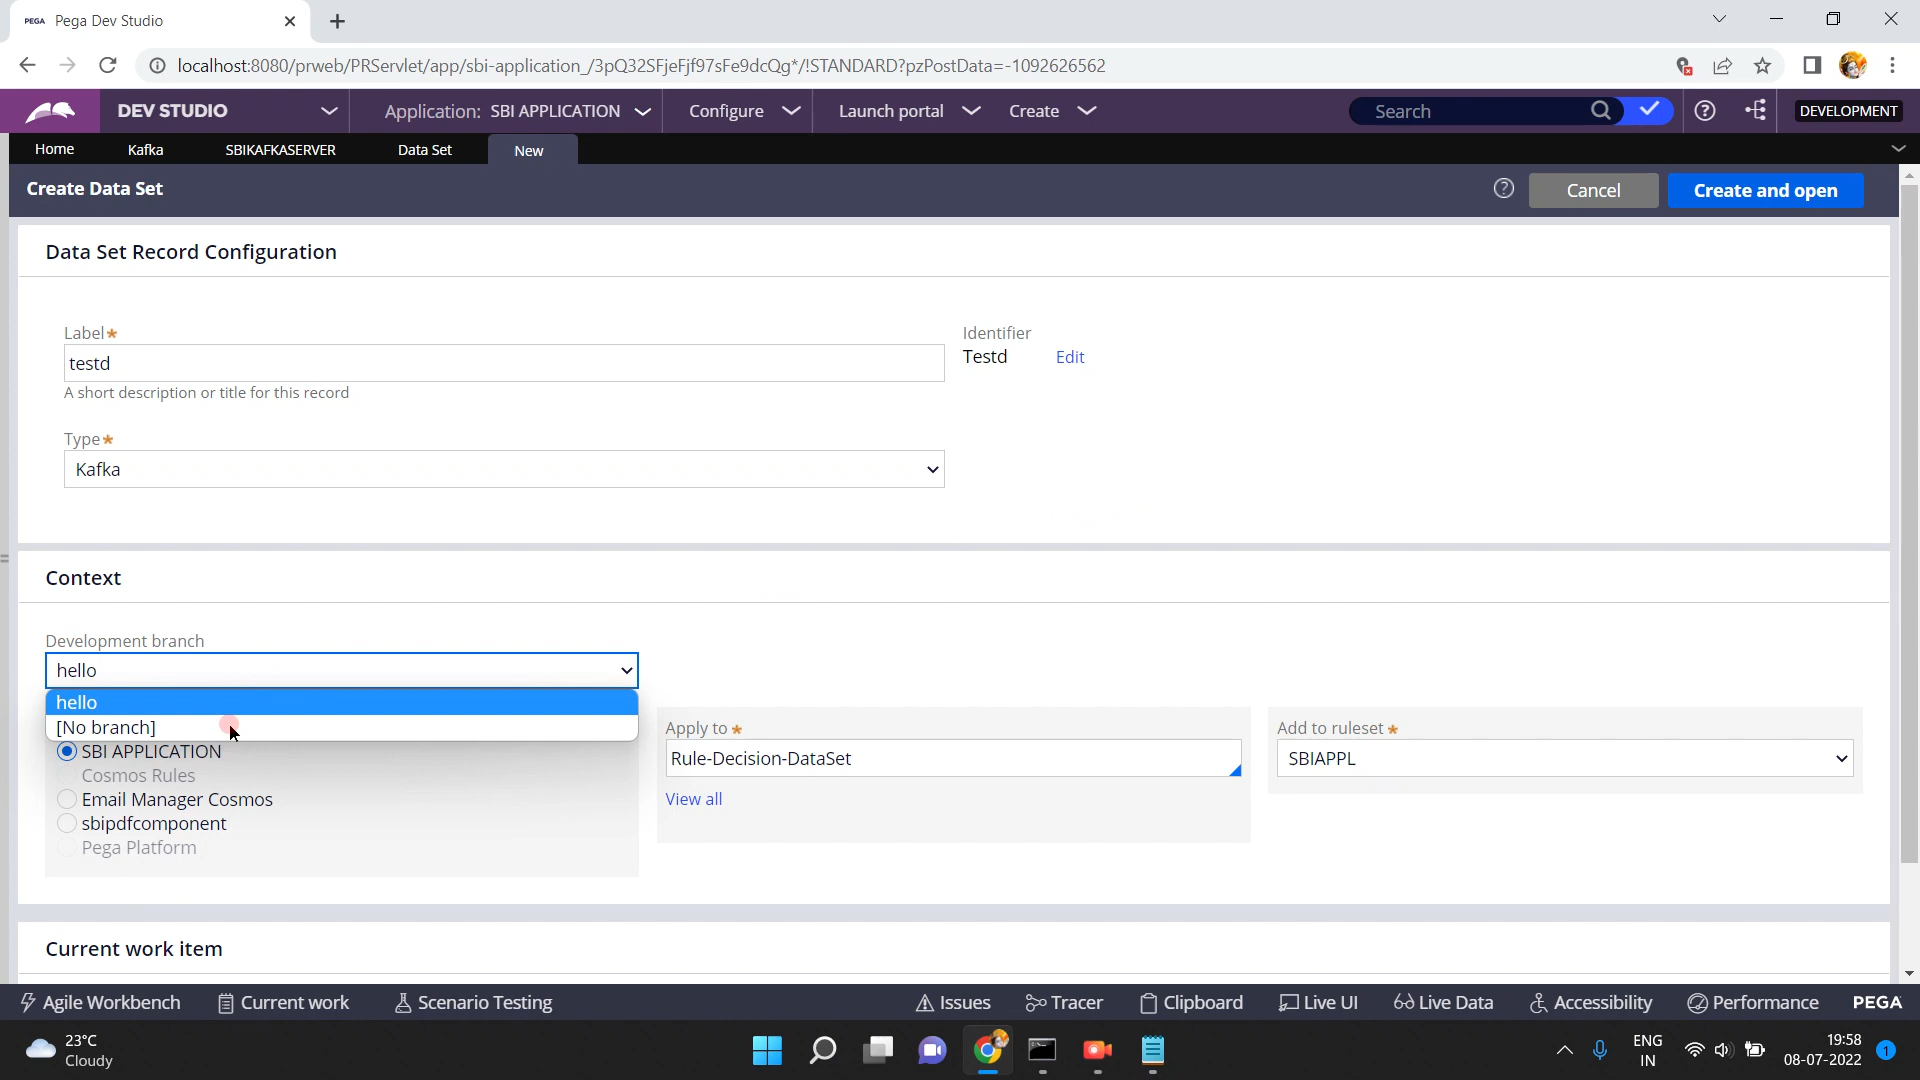 PEGA Pega Dev Studio
localhost:8080/prweb/PRServlet/app/sbi-application_/3pQ32SFjeFjf97sFe9dcQg*/!STANDARD?pzPostData=-1092626562
DEV STUDIO Application: SBI APPLICATION Configure Launch portal Create Search DEVELOPMENT
Home Kafka SBIKAFKASERVER Data Set New
Create Data Set Cancel Create and open
Data Set Record Configuration
Label* Identifier
testd Testd Edit
A short description or title for this record
Type*
Kafka
Context
Development branch
hello
hello
[No branch] Apply to* Add to ruleset*
SBI APPLICATION Rule-Decision-DataSet SBIAPPL
Cosmos Rules
Email Manager Cosmos View all
sbipdfcomponent
Pega Platform
Current work item
Agile Workbench Current work Scenario Testing Issues Tracer Clipboard Live UI Live Data Accessibility Performance PEGA
23°C ENG 19:58
Cloudy IN 08-07-2022 1